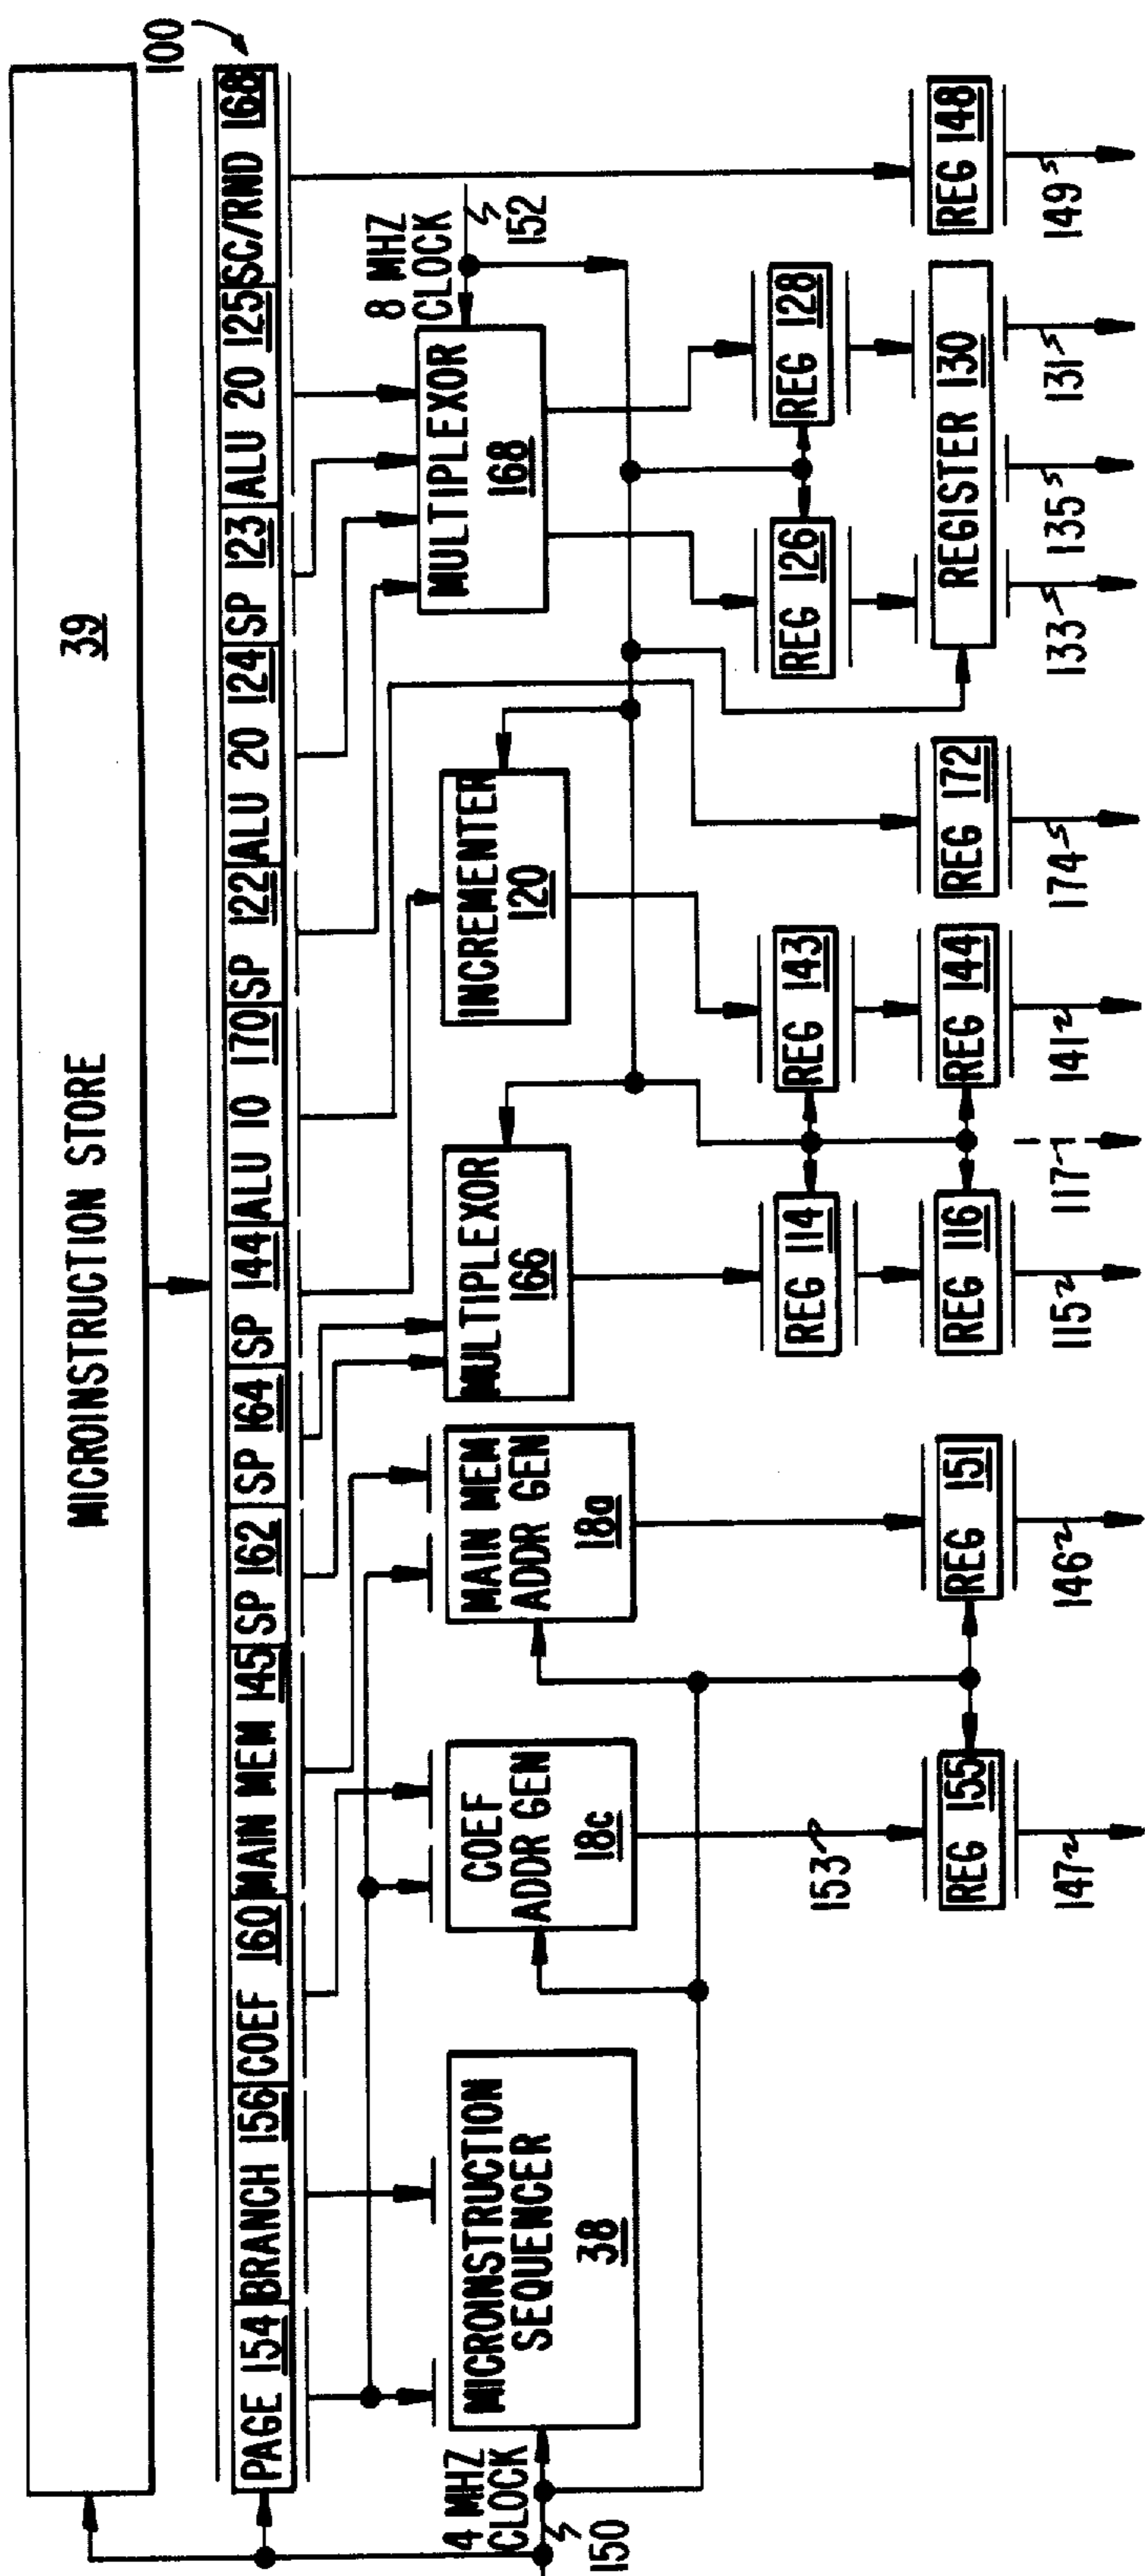 MICROINSTRUCTION STORE
39
100
PAGE 154
BRANCH 156
COEF 160
MAIN MEM 145
SP 162
SP 164
SP 144
ALU 10 170
SP 122
ALU 20 124
SP 123
ALU 20 125
SC/RND 168
4 MHZ
CLOCK
150
MICROINSTRUCTION
SEQUENCER
38
COEF
ADDR GEN
18c
MAIN MEM
ADDR GEN
18a
MULTIPLEXOR
166
INCREMENTER
120
MULTIPLEXOR
168
8 MHZ
CLOCK
152
153
REG 114
REG 143
REG 126
REG 128
REG 155
REG 151
REG 116
REG 144
REG 172
REGISTER 130
REG 148
147
146
115
117
141
174
133
135
131
149